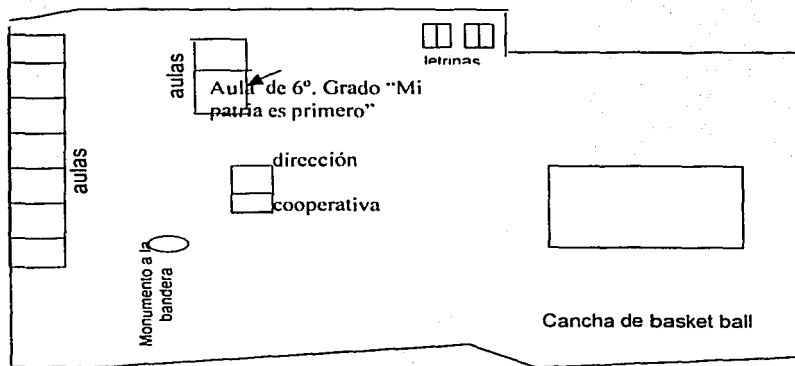 letrinas
aulas
Aula de 6º. Grado “Mi
patria es primero”
aulas
dirección
cooperativa
Monumento a la
bandera
Cancha de basket ball